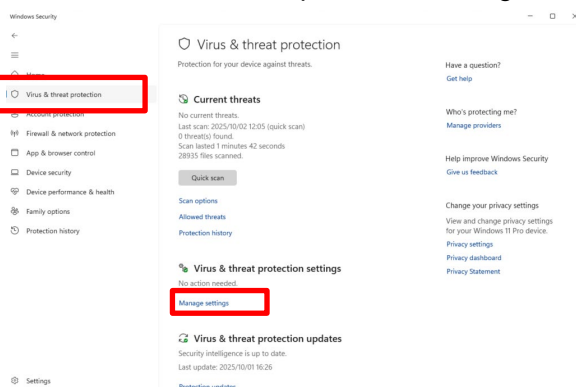 Windows Security
Home
Virus & threat protection
Account protection
Firewall & network protection
App & browser control
Device security
Device performance & health
Family options
Protection history
Settings
Virus & threat protection
Protection for your device against threats.
Current threats
No current threats.
Last scan: 2025/10/02 12:05 (quick scan)
0 threat(s) found.
Scan lasted 1 minutes 42 seconds
28935 files scanned.
Quick scan
Scan options
Allowed threats
Protection history
Virus & threat protection settings
No action needed.
Manage settings
Virus & threat protection updates
Security intelligence is up to date.
Last update: 2025/10/01 16:26
Protection updates
Have a question?
Get help
Who's protecting me?
Manage providers
Help improve Windows Security
Give us feedback
Change your privacy settings
View and change privacy settings
for your Windows 11 Pro device.
Privacy settings
Privacy dashboard
Privacy Statement